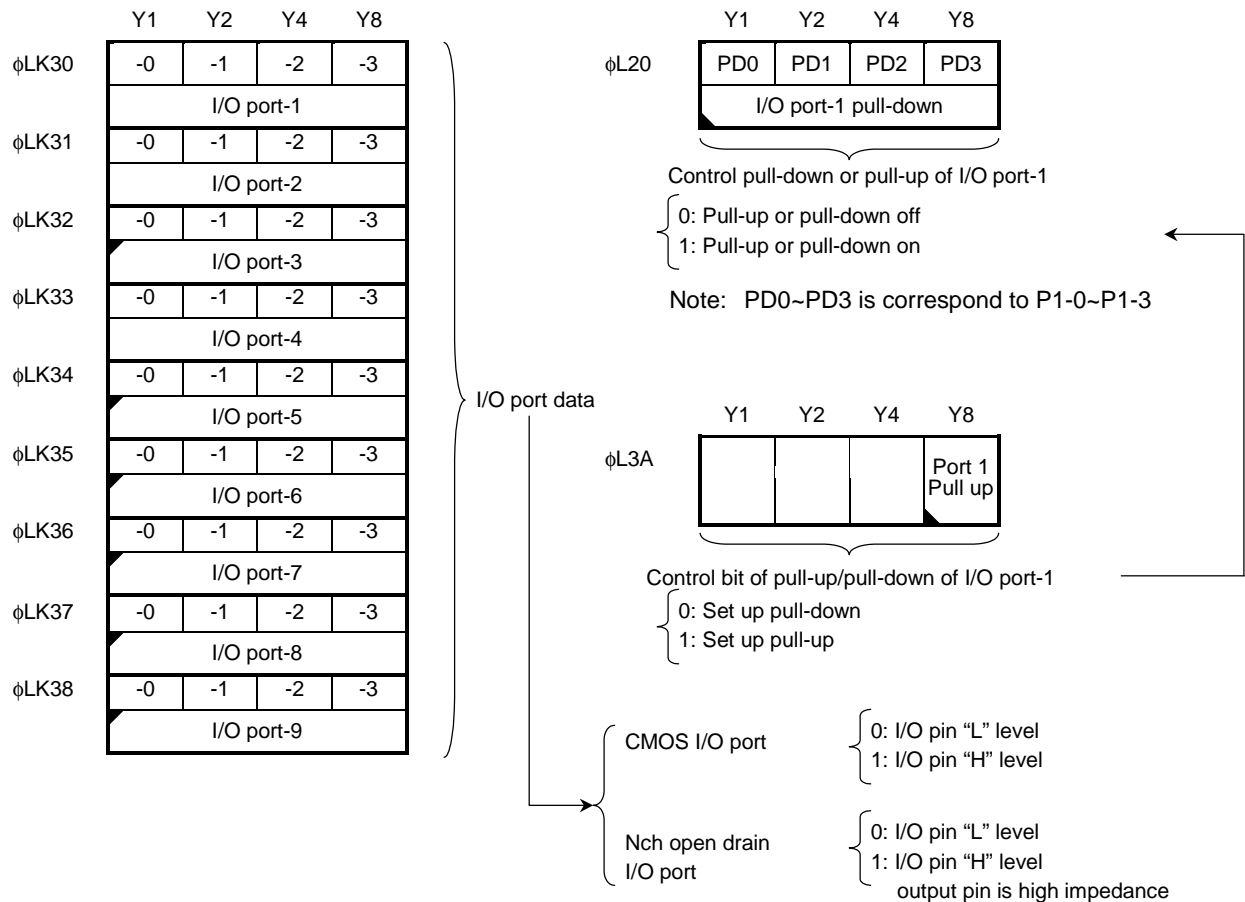 Y1 Y2 Y4 Y8
φLK30 -0 -1 -2 -3
I/O port-1
φLK31 -0 -1 -2 -3
I/O port-2
φLK32 -0 -1 -2 -3
I/O port-3
φLK33 -0 -1 -2 -3
I/O port-4
φLK34 -0 -1 -2 -3
I/O port-5
φLK35 -0 -1 -2 -3
I/O port-6
φLK36 -0 -1 -2 -3
I/O port-7
φLK37 -0 -1 -2 -3
I/O port-8
φLK38 -0 -1 -2 -3
I/O port-9
I/O port data
Y1 Y2 Y4 Y8
φL20 PD0 PD1 PD2 PD3
I/O port-1 pull-down
Control pull-down or pull-up of I/O port-1
0: Pull-up or pull-down off
1: Pull-up or pull-down on
Note: PD0~PD3 is correspond to P1-0~P1-3
Y1 Y2 Y4 Y8
φL3A Port 1
Pull up
Control bit of pull-up/pull-down of I/O port-1
0: Set up pull-down
1: Set up pull-up
CMOS I/O port
0: I/O pin “L” level
1: I/O pin “H” level
Nch open drain
I/O port
0: I/O pin “L” level
1: I/O pin “H” level
output pin is high impedance